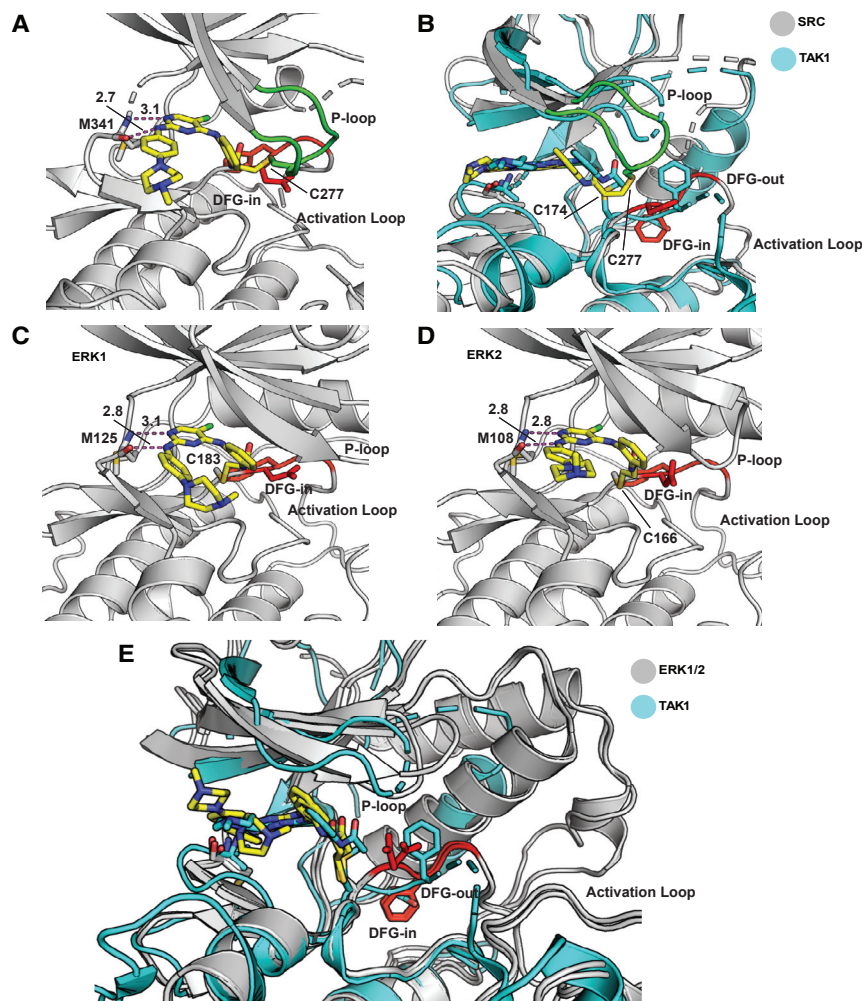 A
2.7
3.1
M341
P-loop
C277
DFG-in
Activation Loop
B
SRC
TAK1
P-loop
DFG-out
C174
DFG-in
C277
Activation Loop
C
ERK1
2.8
3.1
M125
C183
P-loop
DFG-in
Activation Loop
D
ERK2
2.8
2.8
M108
P-loop
DFG-in
C166
Activation Loop
E
ERK1/2
TAK1
P-loop
DFG-out
Activation Loop
DFG-in